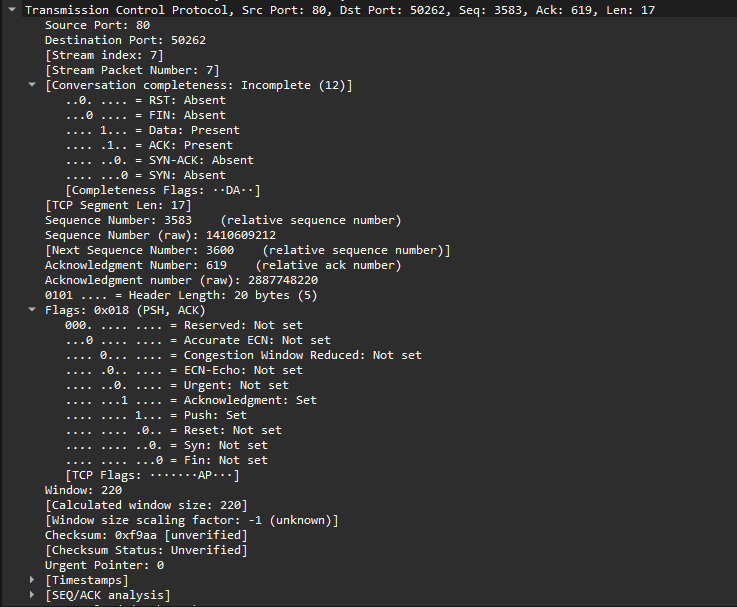 Transmission Control Protocol, Src Port: 80, Dst Port: 50262, Seq: 3583, Ack: 619, Len: 17
Source Port: 80
Destination Port: 50262
[Stream index: 7]
[Stream Packet Number: 7]
[Conversation completeness: Incomplete (12)]
..0. .... = RST: Absent
...0 .... = FIN: Absent
.... 1... = Data: Present
.... .1.. = ACK: Present
.... ..0. = SYN-ACK: Absent
.... ...0 = SYN: Absent
[Completeness Flags: ··DA··]
[TCP Segment Len: 17]
Sequence Number: 3583    (relative sequence number)
Sequence Number (raw): 1410609212
[Next Sequence Number: 3600    (relative sequence number)]
Acknowledgment Number: 619    (relative ack number)
Acknowledgment number (raw): 2887748220
0101 .... = Header Length: 20 bytes (5)
Flags: 0x018 (PSH, ACK)
000. .... .... = Reserved: Not set
...0 .... .... = Accurate ECN: Not set
.... 0... .... = Congestion Window Reduced: Not set
.... .0.. .... = ECN-Echo: Not set
.... ..0. .... = Urgent: Not set
.... ...1 .... = Acknowledgment: Set
.... .... 1... = Push: Set
.... .... .0.. = Reset: Not set
.... .... ..0. = Syn: Not set
.... .... ...0 = Fin: Not set
[TCP Flags: ·······AP···]
Window: 220
[Calculated window size: 220]
[Window size scaling factor: -1 (unknown)]
Checksum: 0xf9aa [unverified]
[Checksum Status: Unverified]
Urgent Pointer: 0
[Timestamps]
[SEQ/ACK analysis]